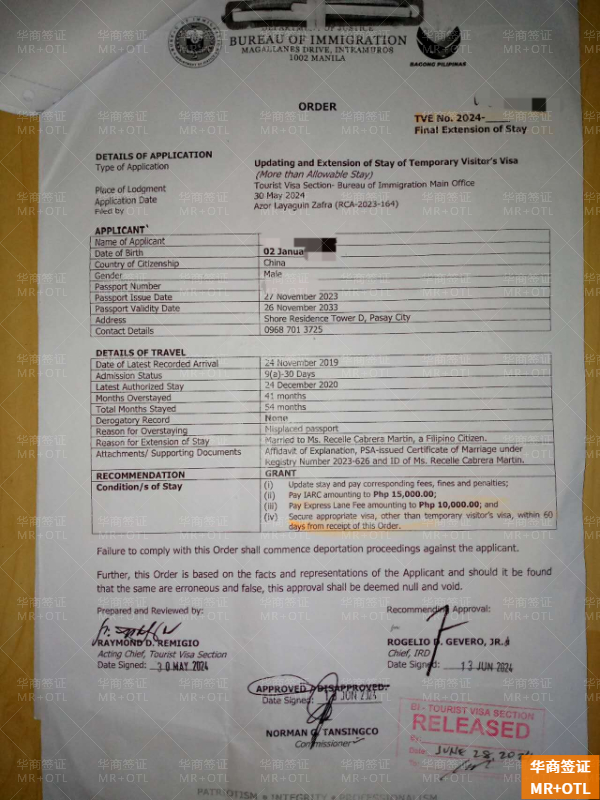 DEPARTMENT OF JUSTICE
BUREAU OF IMMIGRATION
MAGALLANES DRIVE, INTRAMUROS
1002 MANILA
BAGONG PILIPINAS
ORDER
TVE No. 2024-
Final Extension of Stay
DETAILS OF APPLICATION
Type of Application Updating and Extension of Stay of Temporary Visitor's Visa
(More than Allowable Stay)
Place of Lodgment Tourist Visa Section- Bureau of Immigration Main Office
Application Date 30 May 2024
Filed by Azor Layaguin Zafra (RCA-2023-164)
APPLICANT
Name of Applicant
Date of Birth 02 Janua
Country of Citizenship China
Gender Male
Passport Number
Passport Issue Date 27 November 2023
Passport Validity Date 26 November 2033
Address Shore Residence Tower D, Pasay City
Contact Details 0968 701 3725
DETAILS OF TRAVEL
Date of Latest Recorded Arrival 24 November 2019
Admission Status 9(a)-30 Days
Latest Authorized Stay 24 December 2020
Months Overstayed 41 months
Total Months Stayed 54 months
Derogatory Record None
Reason for Overstaying Misplaced passport
Reason for Extension of Stay Married to Ms. Recelle Cabrera Martin, a Filipino Citizen.
Attachments/ Supporting Documents Affidavit of Explanation, PSA-issued Certificate of Marriage under
Registry Number 2023-626 and ID of Ms. Recelle Cabrera Martin.
RECOMMENDATION GRANT
Condition/s of Stay (i) Update stay and pay corresponding fees, fines and penalties;
(ii) Pay IARC amounting to Php 15,000.00;
(iii) Pay Express Lane Fee amounting to Php 10,000.00; and
(iv) Secure appropriate visa, other than temporary visitor's visa, within 60
days from receipt of this Order.
Failure to comply with this Order shall commence deportation proceedings against the applicant.
Further, this Order is based on the facts and representations of the Applicant and should it be found
that the same are erroneous and false, this approval shall be deemed null and void.
Prepared and Reviewed by: Recommending Approval:
RAYMOND D. REMIGIO ROGELIO D. GEVERO, JR.
Acting Chief, Tourist Visa Section Chief, IRD
Date Signed: 30 MAY 2024 Date Signed: 13 JUN 2024
APPROVED / DISAPPROVED:
Date Signed: JUN 2024
NORMAN G. TANSINGCO
Commissioner
BI - TOURIST VISA SECTION
RELEASED
By:
Date: JUNE 28, 2024
PATRIOTISM • INTEGRITY • PROFESSIONALISM
华商签证
MR+OTL